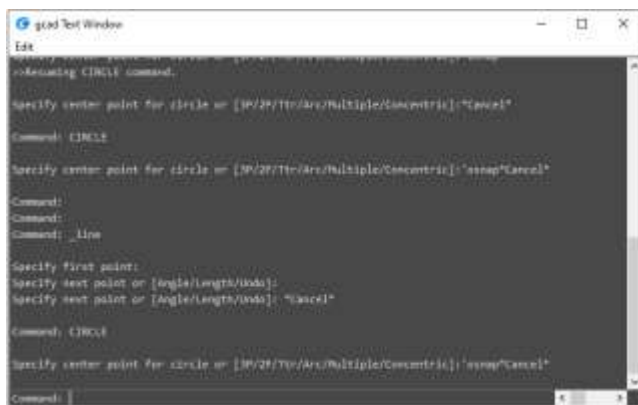 gcad Text Window
Edit
>>Resuming CIRCLE command.
Specify center point for circle or [3P/2P/Ttr/Arc/Multiple/Concentric]:*Cancel*
Command: CIRCLE
Specify center point for circle or [3P/2P/Ttr/Arc/Multiple/Concentric]:'osnap*Cancel*
Command:
Command:
Command: _line
Specify first point:
Specify next point or [Angle/Length/Undo]:
Specify next point or [Angle/Length/Undo]: *Cancel*
Command: CIRCLE
Specify center point for circle or [3P/2P/Ttr/Arc/Multiple/Concentric]:'osnap*Cancel*
Command: